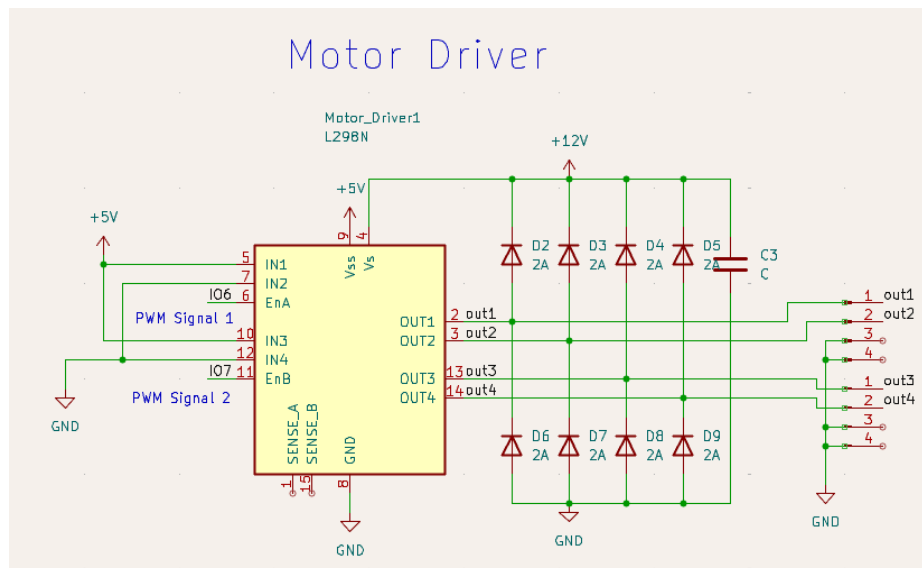 Motor Driver
Motor_Driver1
L298N
+12V
+5V
+5V
9
4
Vss
Vs
D2
2A
D3
2A
D4
2A
D5
2A
C3
C
5
IN1
7
IN2
IO6
6
EnA
PWM Signal 1
10
IN3
12
IN4
IO7
11
EnB
PWM Signal 2
OUT1
2
out1
OUT2
3
out2
OUT3
13
out3
OUT4
14
out4
1
out1
2
out2
3
4
1
out3
2
out4
3
4
GND
SENSE_A
SENSE_B
GND
1
15
8
D6
2A
D7
2A
D8
2A
D9
2A
GND
GND
GND